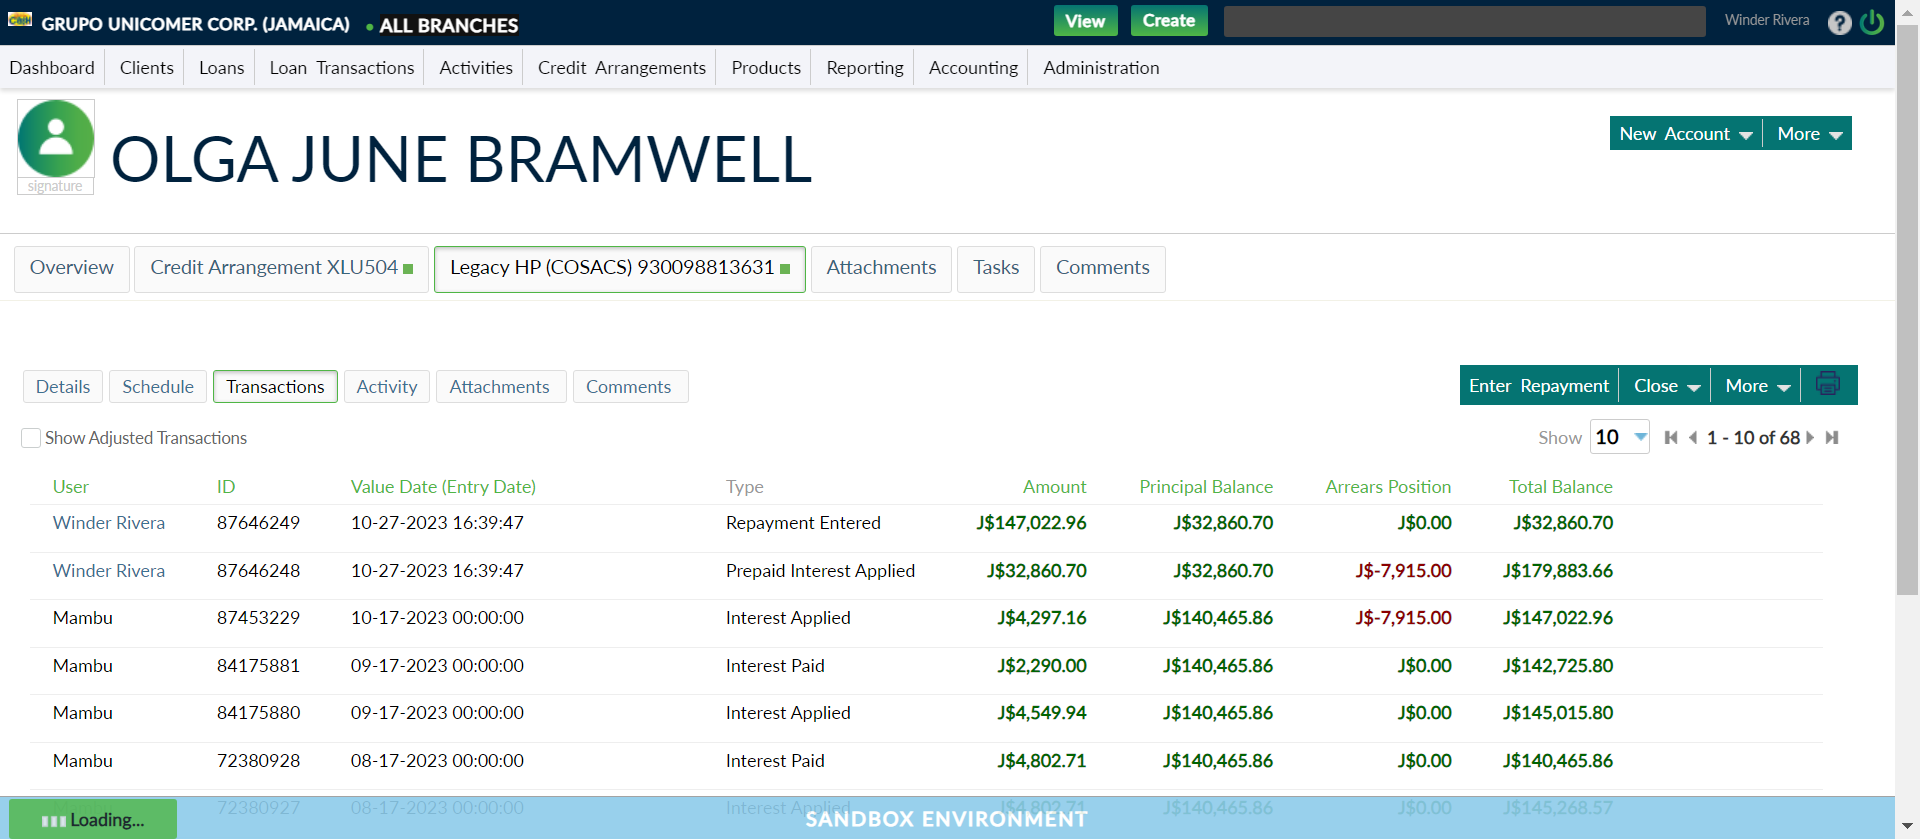 GRUPO UNICOMER CORP. (JAMAICA) ALL BRANCHES View Create Winder Rivera ?
Dashboard Clients Loans Loan Transactions Activities Credit Arrangements Products Reporting Accounting Administration
signature
OLGA JUNE BRAMWELL
New Account More
Overview Credit Arrangement XLU504 Legacy HP (COSACS) 930098813631 Attachments Tasks Comments
Details Schedule Transactions Activity Attachments Comments Enter Repayment Close More
Show Adjusted Transactions Show 10 1 - 10 of 68
User ID Value Date (Entry Date) Type Amount Principal Balance Arrears Position Total Balance
Winder Rivera 87646249 10-27-2023 16:39:47 Repayment Entered J$147,022.96 J$32,860.70 J$0.00 J$32,860.70
Winder Rivera 87646248 10-27-2023 16:39:47 Prepaid Interest Applied J$32,860.70 J$32,860.70 J$-7,915.00 J$179,883.66
Mambu 87453229 10-17-2023 00:00:00 Interest Applied J$4,297.16 J$140,465.86 J$-7,915.00 J$147,022.96
Mambu 84175881 09-17-2023 00:00:00 Interest Paid J$2,290.00 J$140,465.86 J$0.00 J$142,725.80
Mambu 84175880 09-17-2023 00:00:00 Interest Applied J$4,549.94 J$140,465.86 J$0.00 J$145,015.80
Mambu 72380928 08-17-2023 00:00:00 Interest Paid J$4,802.71 J$140,465.86 J$0.00 J$140,465.86
72380927 08-17-2023 00:00:00 Interest Applied J$4,802.71 J$140,465.86 J$0.00 J$145,268.57
Loading... SANDBOX ENVIRONMENT